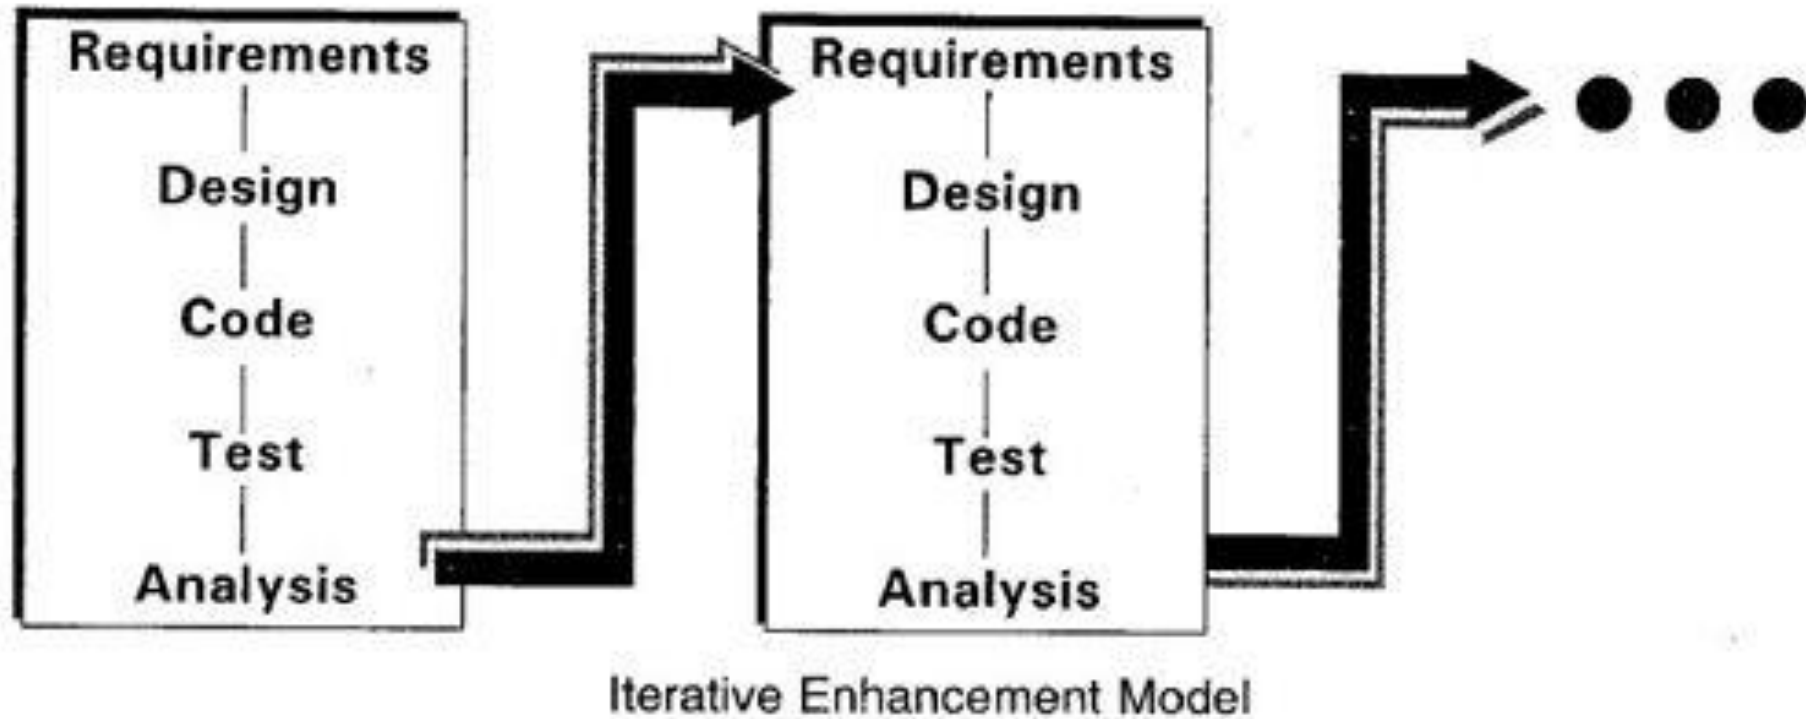 Requirements
Design
Code
Test
Analysis
Requirements
Design
Code
Test
Analysis
Iterative Enhancement Model